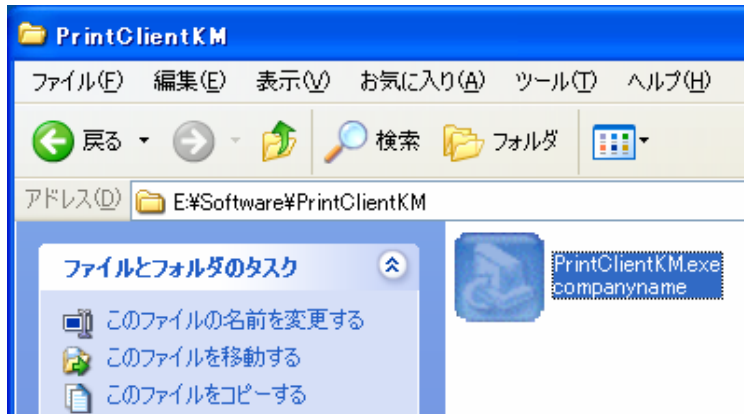 PrintClientKM
ファイル(F) 編集(E) 表示(V) お気に入り(A) ツール(T) ヘルプ(H)
戻る 検索 フォルダ
アドレス(D) E:¥Software¥PrintClientKM
ファイルとフォルダのタスク
PrintClientKM.exe
companyname
このファイルの名前を変更する
このファイルを移動する
このファイルをコピーする